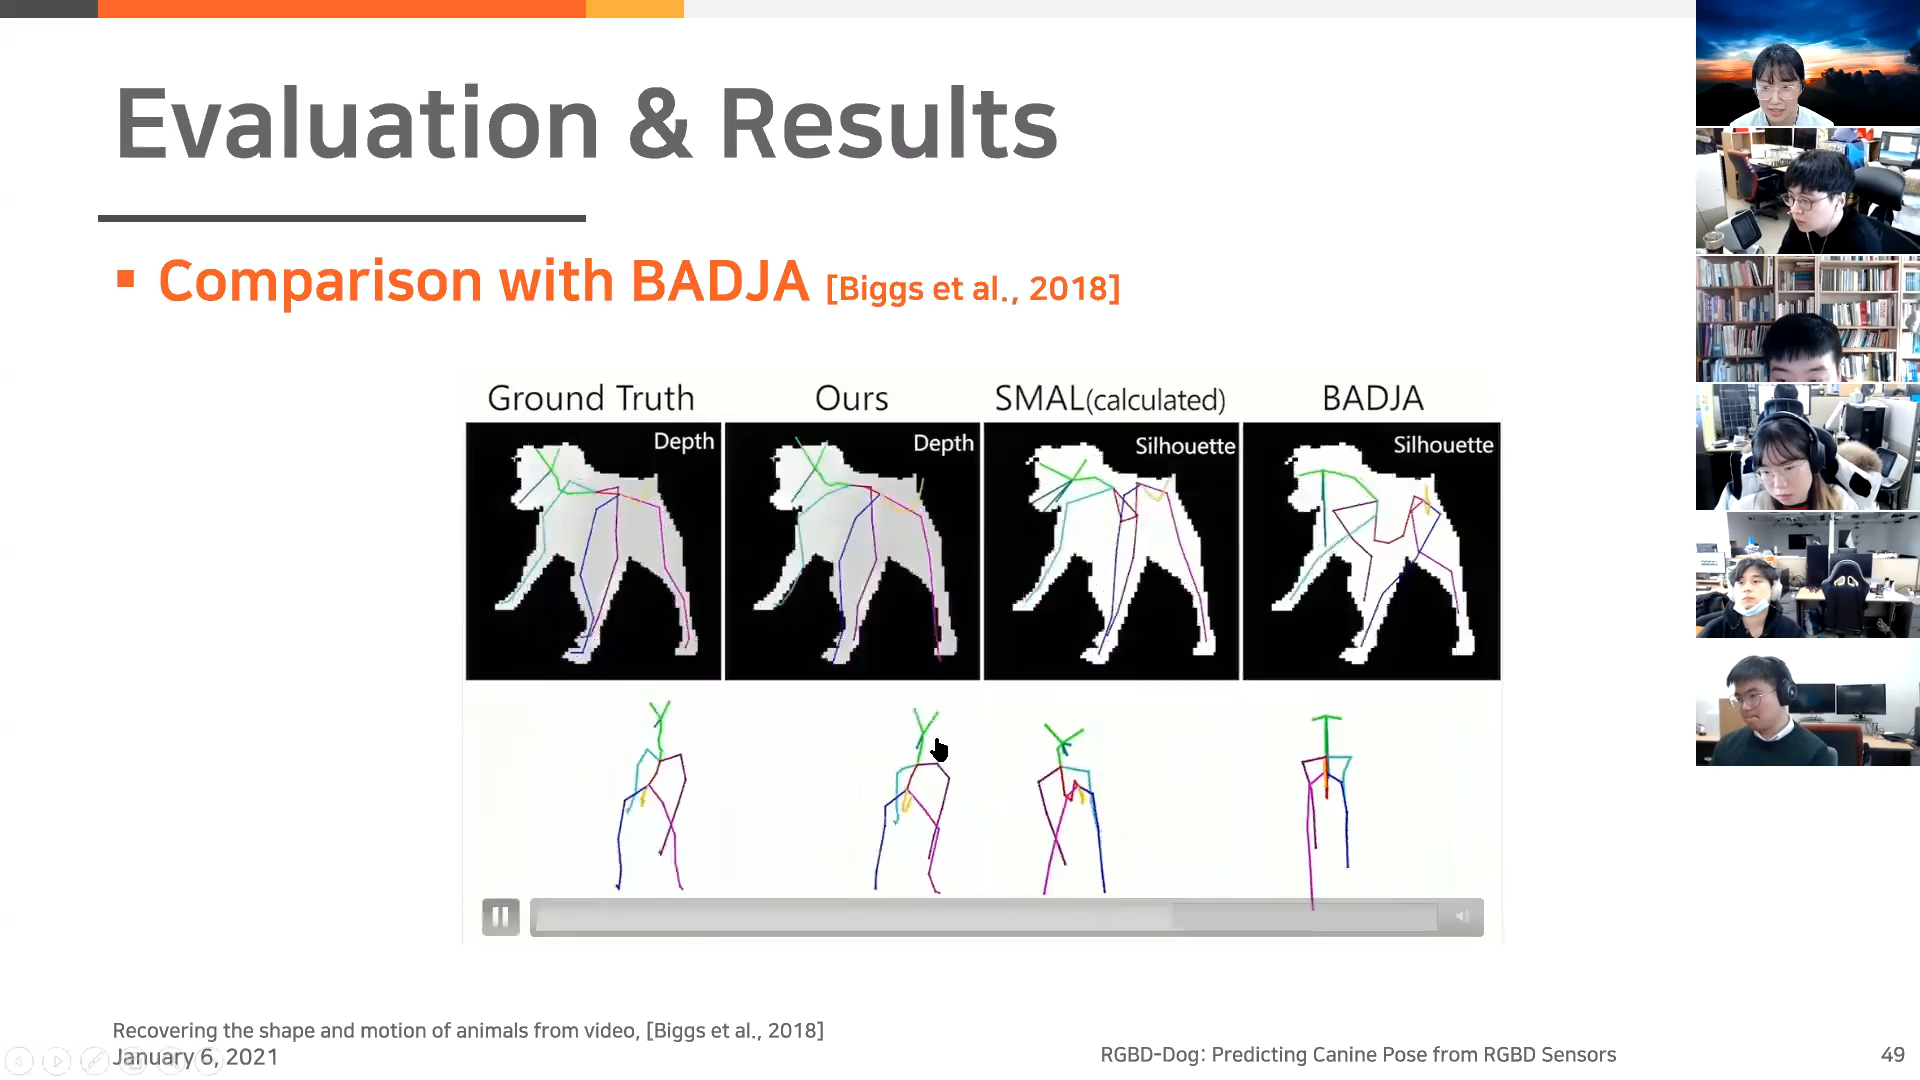 Evaluation & Results
Comparison with BADJA [Biggs et al., 2018]
Ground Truth
Ours
SMAL(calculated)
BADJA
Depth
Depth
Silhouette
Silhouette
Recovering the shape and motion of animals from video, [Biggs et al., 2018]
January 6, 2021
RGBD-Dog: Predicting Canine Pose from RGBD Sensors
49